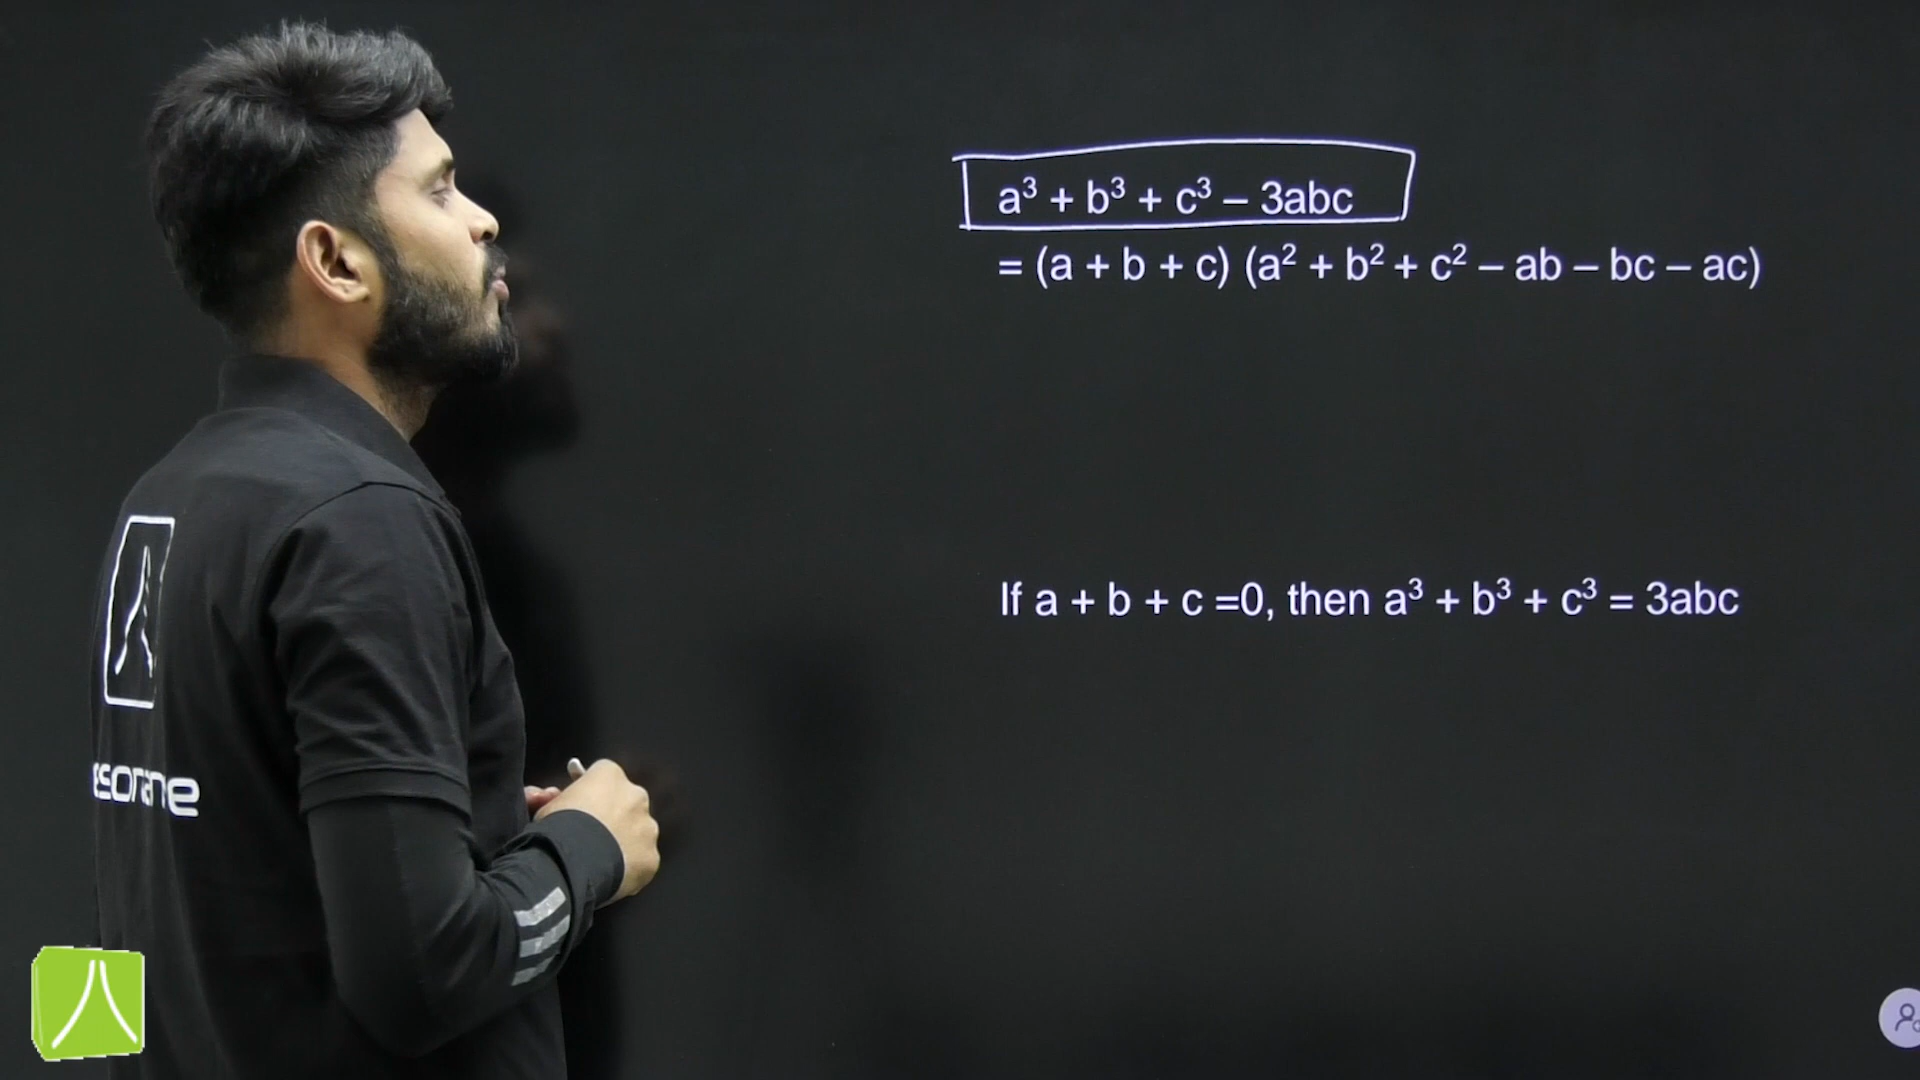 a³ + b³ + c³ – 3abc
= (a + b + c) (a² + b² + c² – ab – bc – ac)
If a + b + c =0, then a³ + b³ + c³ = 3abc